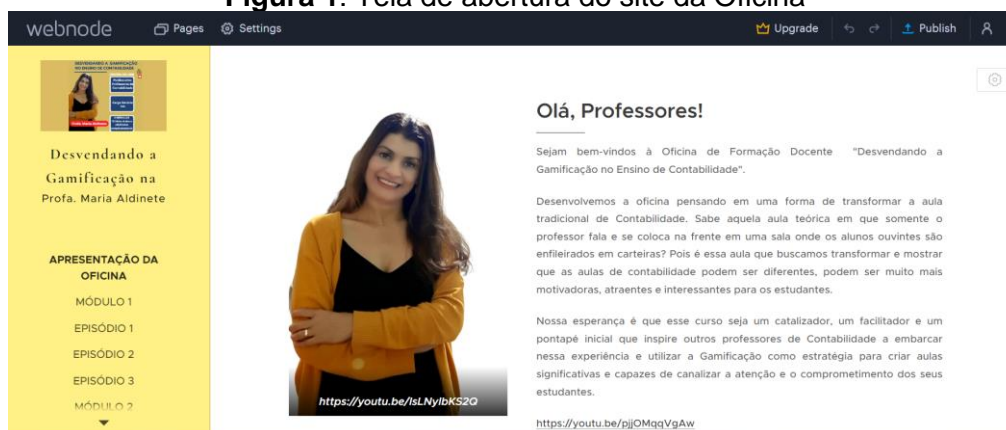 Figura 1. Tela de abertura do site da Oficina
webnode Pages Settings Upgrade Publish
DESVENDANDO A GAMIFICAÇÃO
NO ENSINO DE CONTABILIDADE
Desvendando a
Gamificação na
Profa. Maria Aldinete
APRESENTAÇÃO DA
OFICINA
MÓDULO 1
EPISÓDIO 1
EPISÓDIO 2
EPISÓDIO 3
MÓDULO 2
https://youtu.be/IsLNylbKS2Q
Olá, Professores!
Sejam bem-vindos à Oficina de Formação Docente "Desvendando a
Gamificação no Ensino de Contabilidade".
Desenvolvemos a oficina pensando em uma forma de transformar a aula
tradicional de Contabilidade. Sabe aquela aula teórica em que somente o
professor fala e se coloca na frente em uma sala onde os alunos ouvintes são
enfileirados em carteiras? Pois é essa aula que buscamos transformar e mostrar
que as aulas de contabilidade podem ser diferentes, podem ser muito mais
motivadoras, atraentes e interessantes para os estudantes.
Nossa esperança é que esse curso seja um catalizador, um facilitador e um
pontapé inicial que inspire outros professores de Contabilidade a embarcar
nessa experiência e utilizar a Gamificação como estratégia para criar aulas
significativas e capazes de canalizar a atenção e o comprometimento dos seus
estudantes.
https://youtu.be/pjjOMqqVgAw